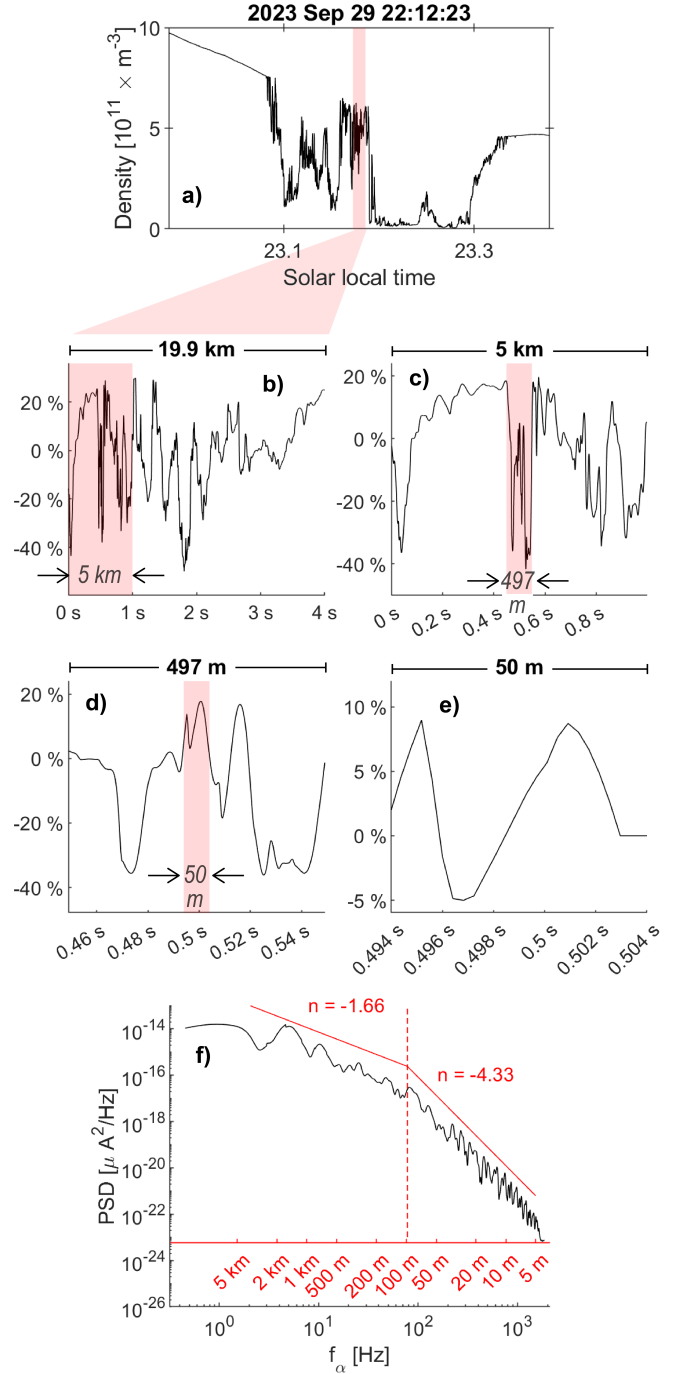 2023 Sep 29 22:12:23
10
5
0
Density [10¹¹ × m⁻³]
a)
23.1 23.3
Solar local time
19.9 km
b)
20 %
0 %
-20 %
-40 %
5 km
0 s 1 s 2 s 3 s 4 s
5 km
c)
20 %
0 %
-20 %
-40 %
497
m
0 s 0.2 s 0.4 s 0.6 s 0.8 s
497 m
d)
20 %
0 %
-20 %
-40 %
50
m
0.46 s 0.48 s 0.5 s 0.52 s 0.54 s
50 m
e)
10 %
5 %
0 %
-5 %
0.494 s 0.496 s 0.498 s 0.5 s 0.502 s 0.504 s
n = -1.66
n = -4.33
f)
PSD [μ A²/Hz]
10⁻¹⁴
10⁻¹⁶
10⁻¹⁸
10⁻²⁰
10⁻²²
10⁻²⁴
10⁻²⁶
5 km 2 km 1 km 500 m 200 m 100 m 50 m 20 m 10 m 5 m
10⁰ 10¹ 10² 10³
f_α [Hz]